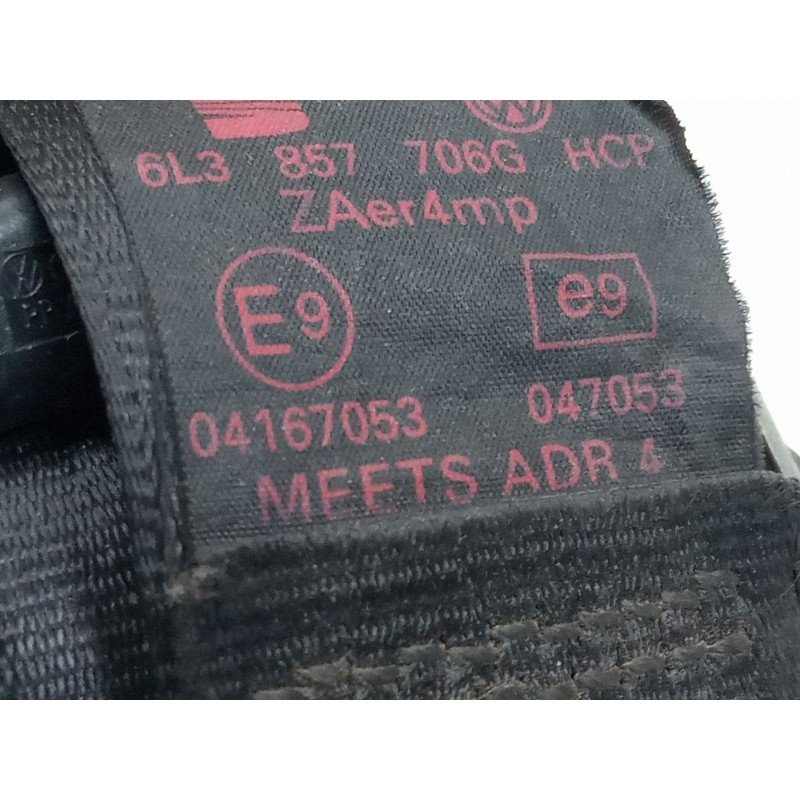 6L3 857 706G HCP
ZAer4mp
E9 e9
04167053 047053
MEETS ADR 4